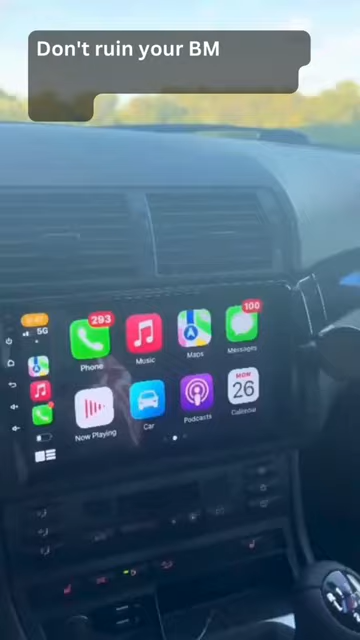 Don't ruin your BM
5G
293
100
Phone
Music
Maps
Messages
MON
26
Now Playing
Car
Podcasts
Calendar